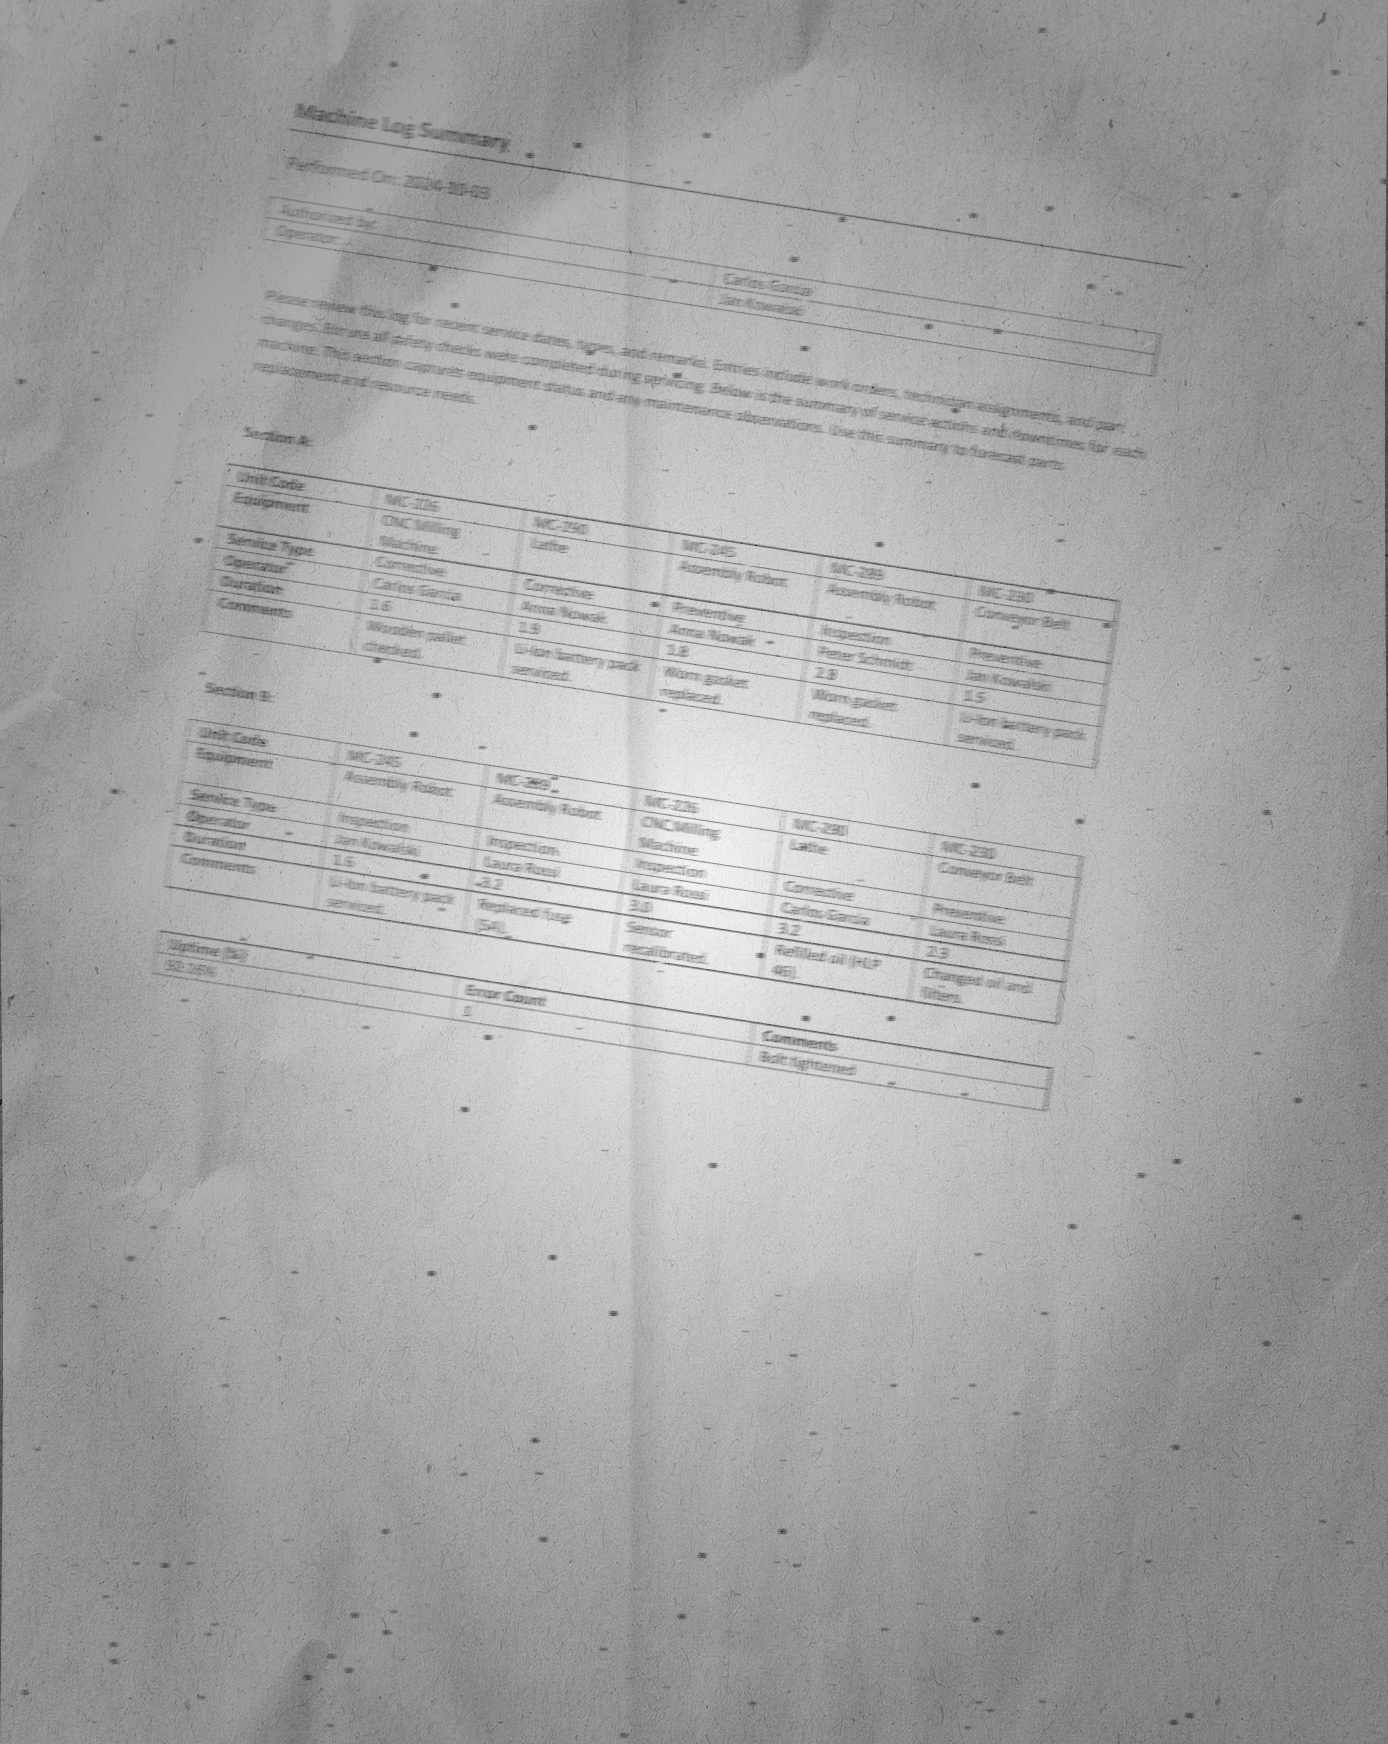 Machine Log Summary
Performed On: 2024-10-03
Authorized by: Carlos Garcia
Operator: Jan Kowalski
Please review this log for recent service dates, types, and remarks. Entries include work orders, technician assignments, and part
changes. Ensure all safety checks were completed during servicing. Below is the summary of service actions and downtimes for each
machine. This section captures equipment status and any maintenance observations. Use this summary to forecast parts
replacement and resource needs.
Section A:
Unit Code MC-226 MC-290 MC-245 MC-289 MC-230
Equipment CNC Milling Machine Lathe Assembly Robot Assembly Robot Conveyor Belt
Service Type Corrective Corrective Preventive Inspection Preventive
Operator Carlos Garcia Anna Nowak Anna Nowak Peter Schmidt Jan Kowalski
Duration 1.6 1.9 1.8 2.8 1.5
Comments Wooden pallet checked. Li-ion battery pack serviced. Worn gasket replaced. Worn gasket replaced. Li-ion battery pack serviced.
Section B:
Unit Code MC-245 MC-289 MC-226 MC-290 MC-230
Equipment Assembly Robot Assembly Robot CNC Milling Machine Lathe Conveyor Belt
Service Type Inspection Inspection Inspection Corrective Preventive
Operator Jan Kowalski Laura Rossi Laura Rossi Carlos Garcia Laura Rossi
Duration 1.6 3.2 3.0 3.2 2.3
Comments Li-ion battery pack serviced. Replaced fuse (5A). Sensor recalibrated. Refilled oil (HLP 46). Changed oil and filters.
Uptime (%) Error Count Comments
1 Bolt tightened